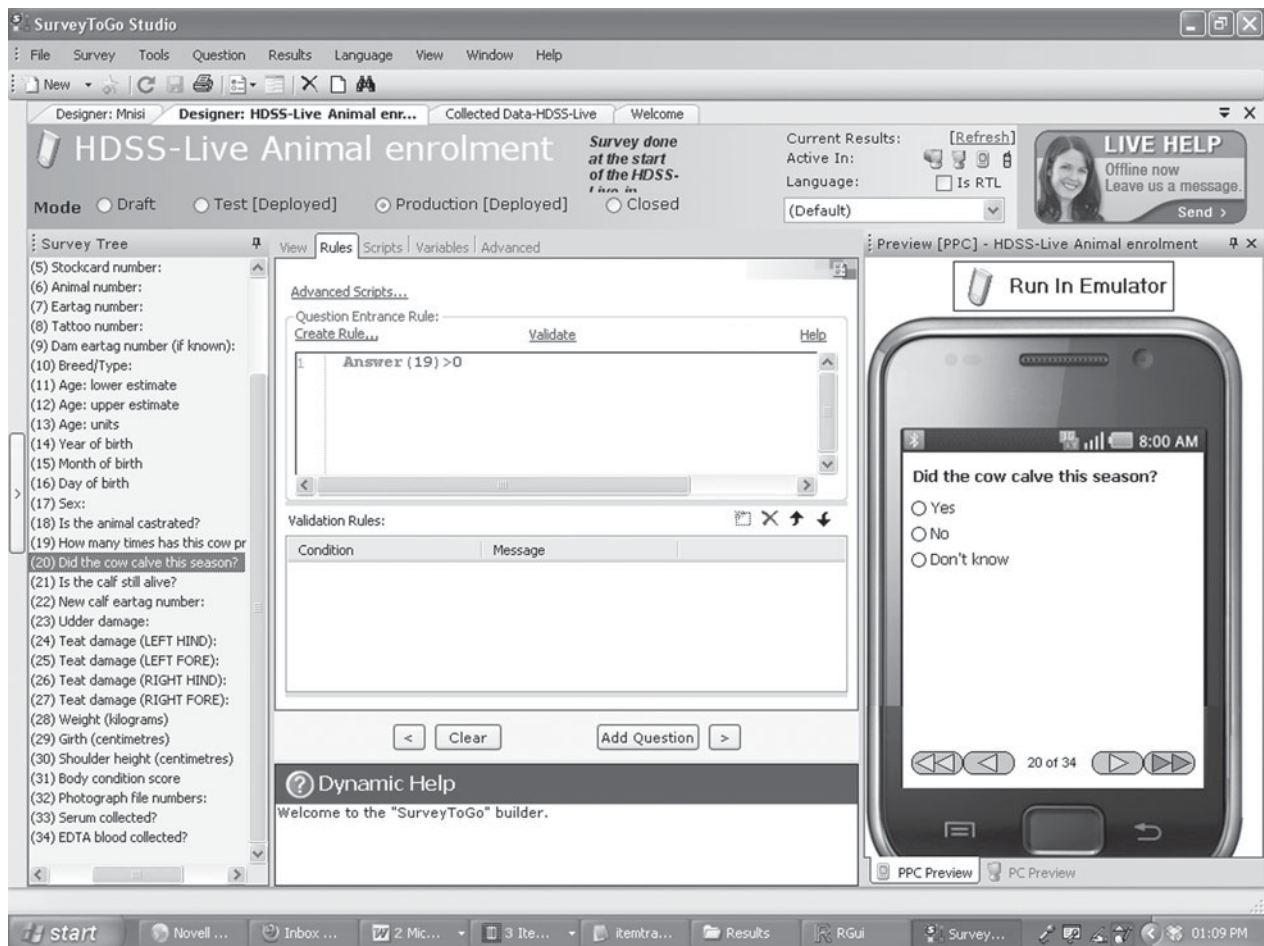 SurveyToGo Studio
File Survey Tools Question Results Language View Window Help
New
Designer: Mnisi Designer: HDSS-Live Animal enr... Collected Data-HDSS-Live Welcome
HDSS-Live Animal enrolment
Survey done
at the start
of the HDSS-
Live in
Mode Draft Test [Deployed] Production [Deployed] Closed
Current Results: [Refresh]
Active In:
Language: Is RTL
(Default)
LIVE HELP
Offline now
Leave us a message.
Send >
Survey Tree
(5) Stockcard number:
(6) Animal number:
(7) Eartag number:
(8) Tattoo number:
(9) Dam eartag number (if known):
(10) Breed/Type:
(11) Age: lower estimate
(12) Age: upper estimate
(13) Age: units
(14) Year of birth
(15) Month of birth
(16) Day of birth
(17) Sex:
(18) Is the animal castrated?
(19) How many times has this cow pr
(20) Did the cow calve this season?
(21) Is the calf still alive?
(22) New calf eartag number:
(23) Udder damage:
(24) Teat damage (LEFT HIND):
(25) Teat damage (LEFT FORE):
(26) Teat damage (RIGHT HIND):
(27) Teat damage (RIGHT FORE):
(28) Weight (kilograms)
(29) Girth (centimetres)
(30) Shoulder height (centimetres)
(31) Body condition score
(32) Photograph file numbers:
(33) Serum collected?
(34) EDTA blood collected?
View Rules Scripts Variables Advanced
Advanced Scripts...
Question Entrance Rule:
Create Rule... Validate Help
1 Answer(19)>0
Validation Rules:
Condition Message
< Clear Add Question >
Dynamic Help
Welcome to the "SurveyToGo" builder.
Preview [PPC] - HDSS-Live Animal enrolment
Run In Emulator
8:00 AM
Did the cow calve this season?
Yes
No
Don't know
20 of 34
PPC Preview PC Preview
start Novell ... Inbox ... 2 Mic... 3 Ite... itemtra... Results RGui Survey... 01:09 PM